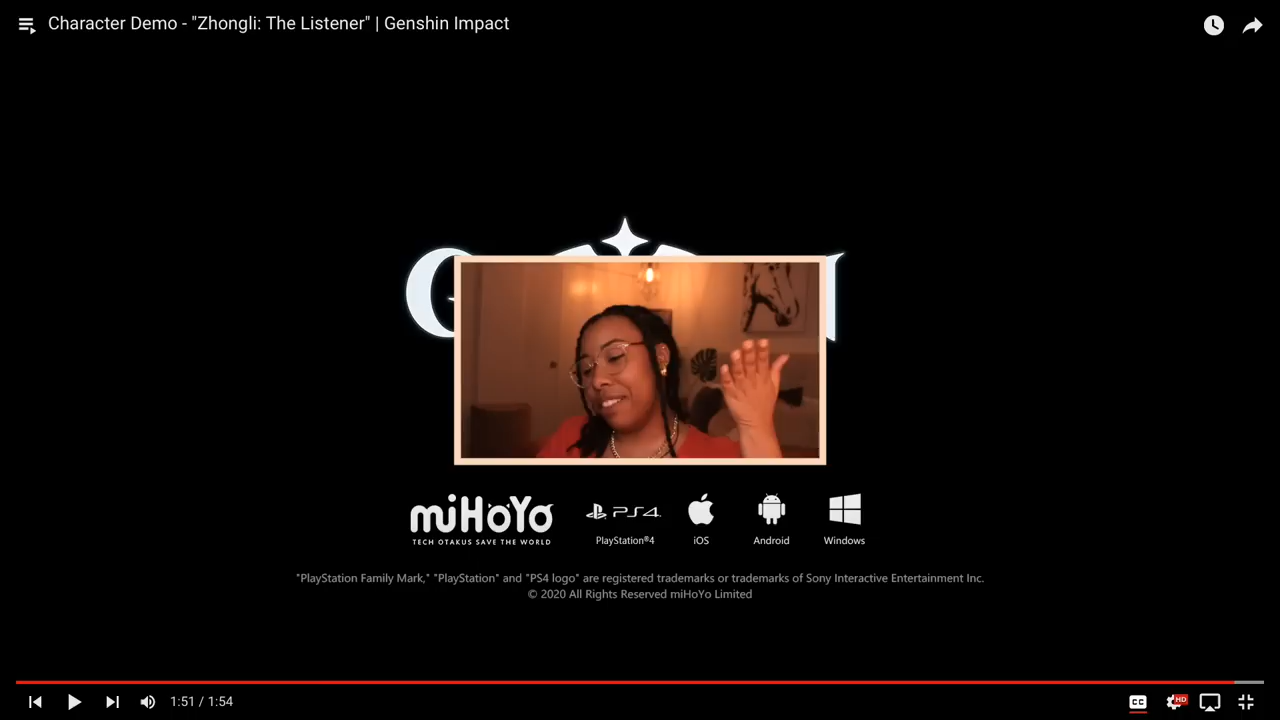 Character Demo - "Zhongli: The Listener" | Genshin Impact
miHoYo
TECH OTAKUS SAVE THE WORLD
PS4
PlayStation®4
iOS
Android
Windows
"PlayStation Family Mark," "PlayStation" and "PS4 logo" are registered trademarks or trademarks of Sony Interactive Entertainment Inc.
© 2020 All Rights Reserved miHoYo Limited
1:51 / 1:54
CC
HD